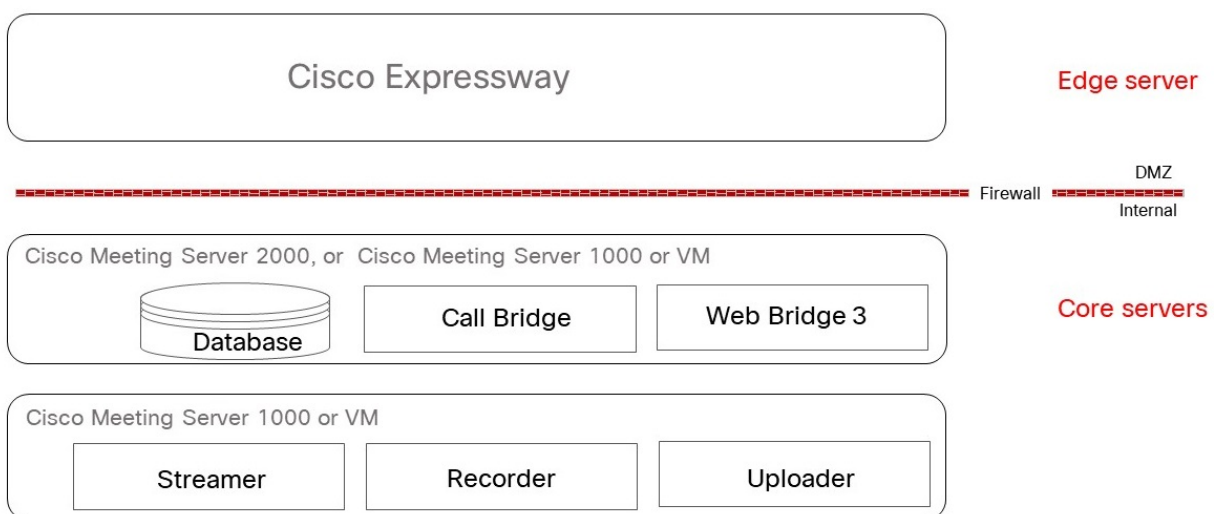 Cisco Expressway
Edge server
DMZ
Firewall
Internal
Cisco Meeting Server 2000, or Cisco Meeting Server 1000 or VM
Database
Call Bridge
Web Bridge 3
Core servers
Cisco Meeting Server 1000 or VM
Streamer
Recorder
Uploader